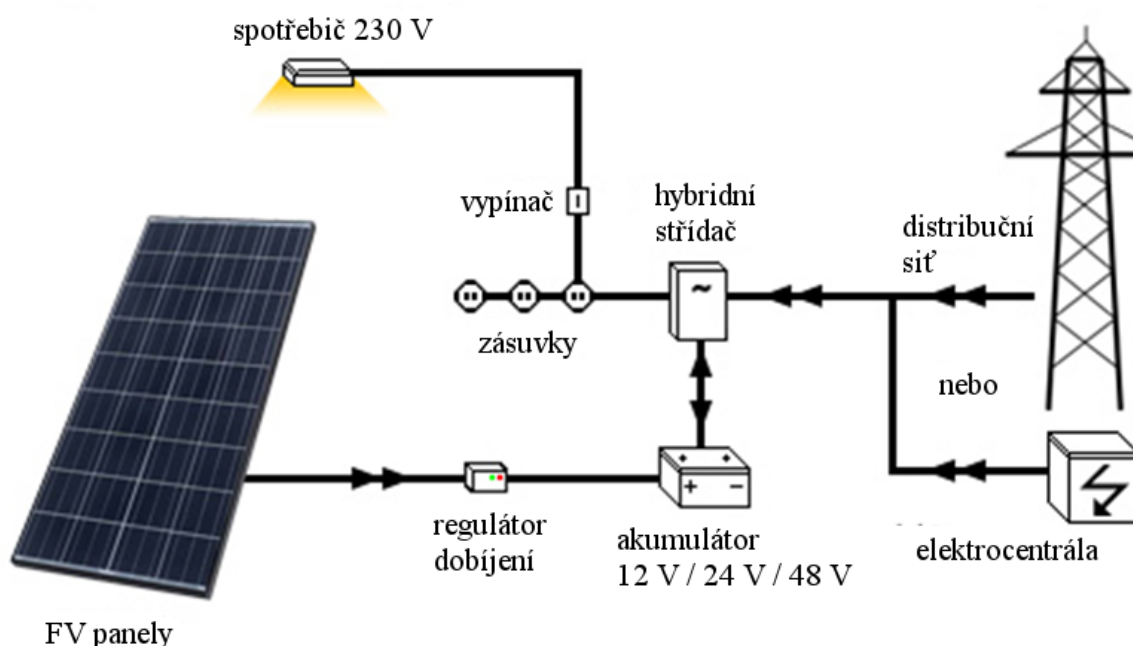 spotřebič 230 V
vypínač
hybridní
střídač
distribuční
síť
zásuvky
nebo
regulátor
dobíjení
akumulátor
12 V / 24 V / 48 V
elektrocentrála
FV panely